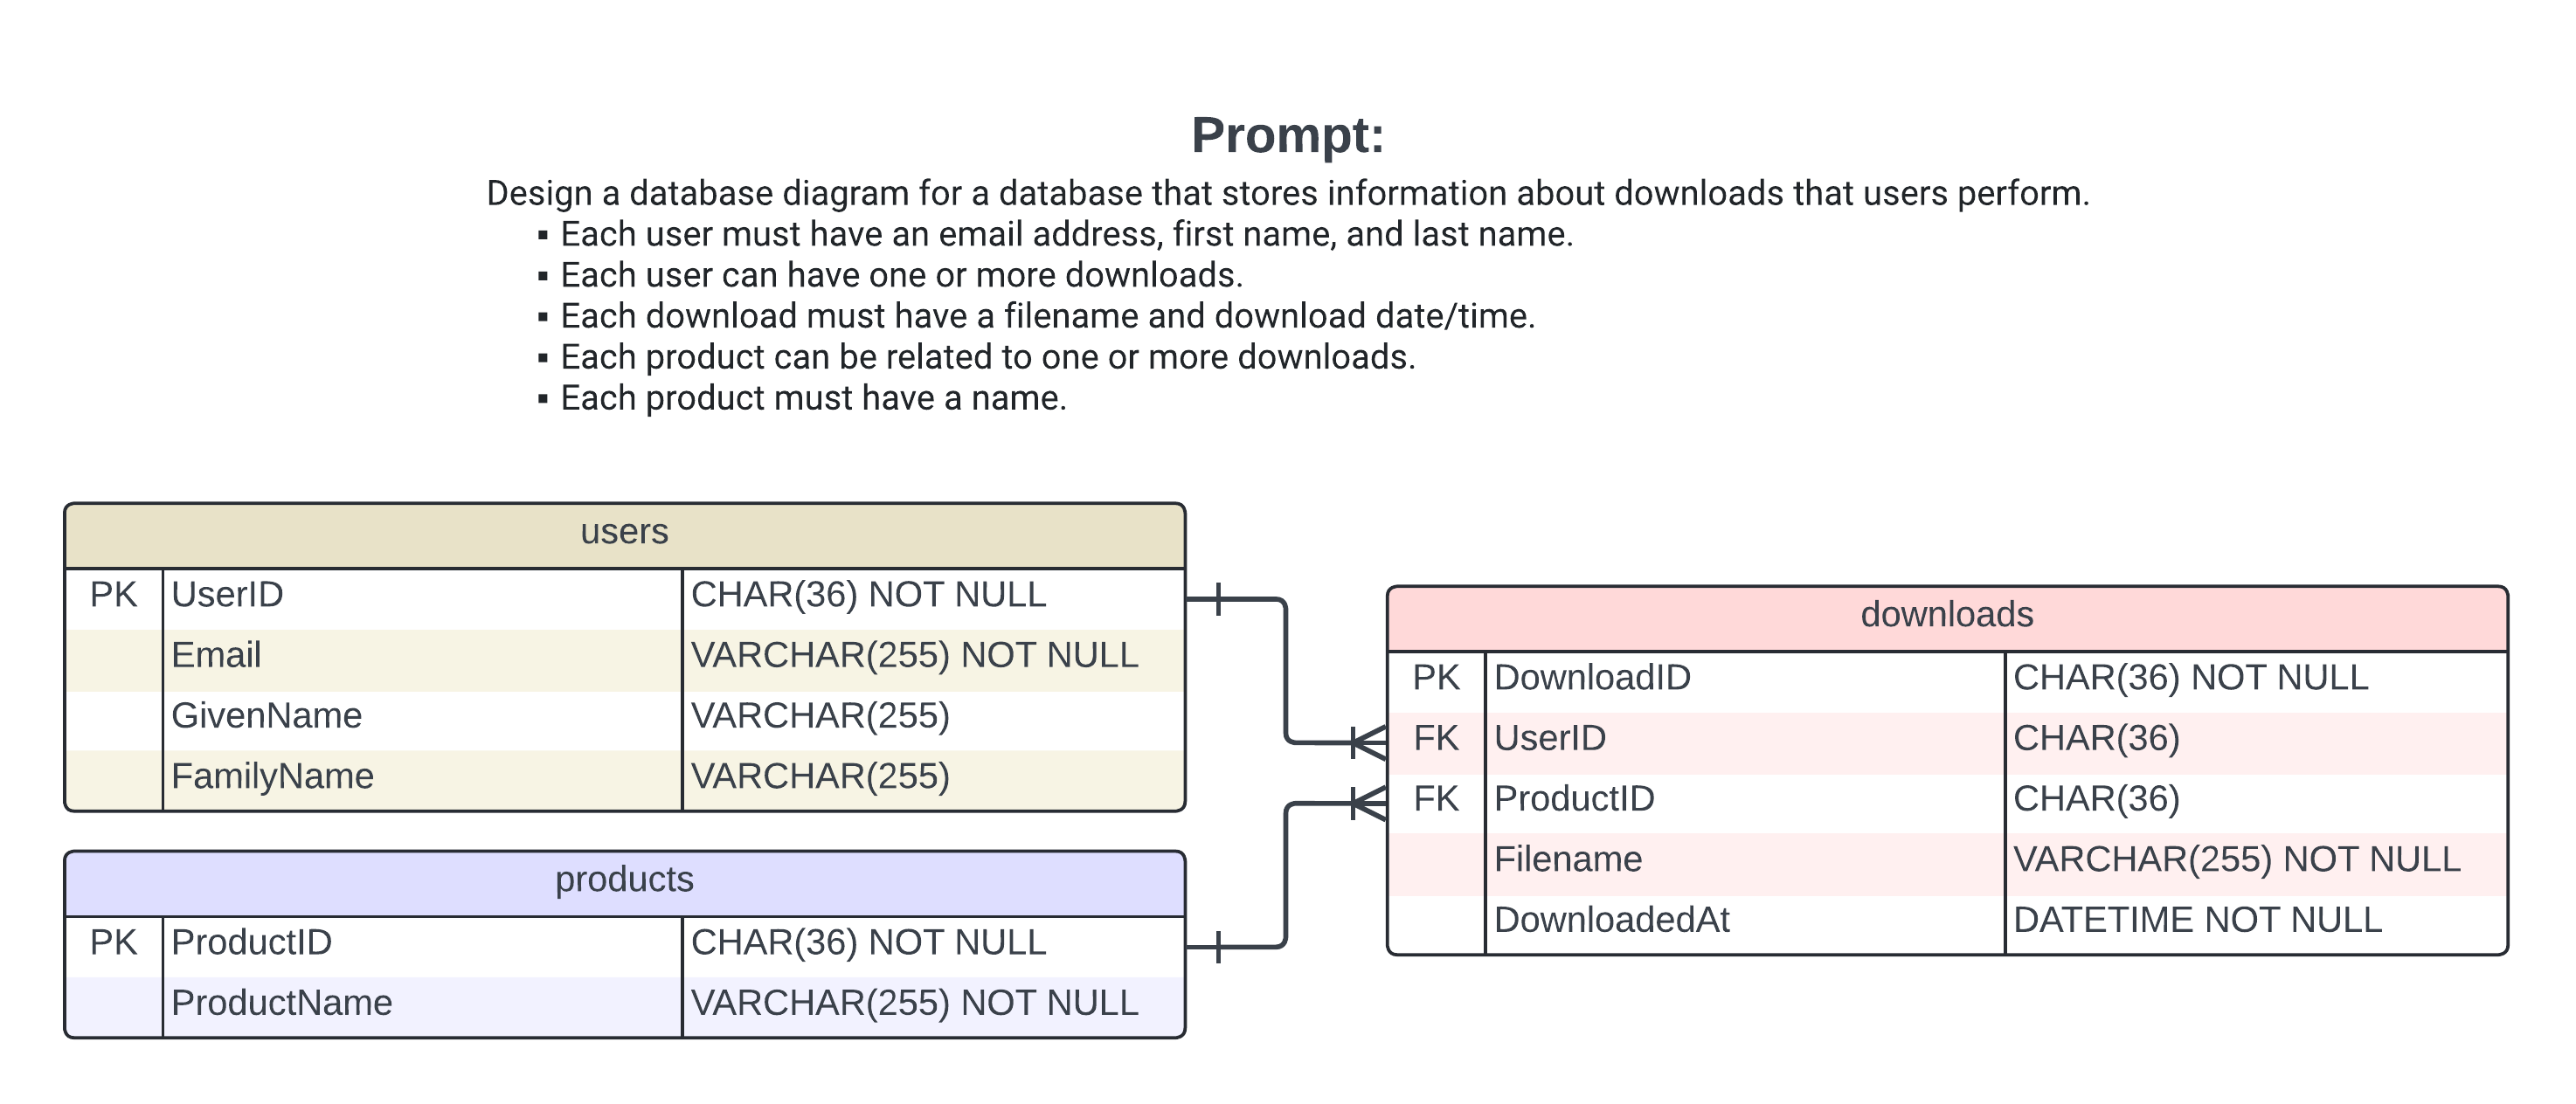 Prompt:
Design a database diagram for a database that stores information about downloads that users perform.
▪ Each user must have an email address, first name, and last name.
▪ Each user can have one or more downloads.
▪ Each download must have a filename and download date/time.
▪ Each product can be related to one or more downloads.
▪ Each product must have a name.
users
PK UserID CHAR(36) NOT NULL
Email VARCHAR(255) NOT NULL
GivenName VARCHAR(255)
FamilyName VARCHAR(255)
products
PK ProductID CHAR(36) NOT NULL
ProductName VARCHAR(255) NOT NULL
downloads
PK DownloadID CHAR(36) NOT NULL
FK UserID CHAR(36)
FK ProductID CHAR(36)
Filename VARCHAR(255) NOT NULL
DownloadedAt DATETIME NOT NULL